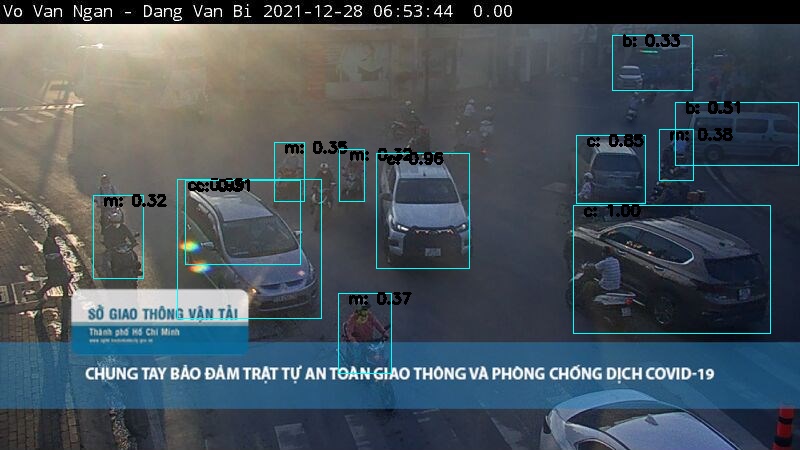 Vo Van Ngan - Dang Van Bi 2021-12-28 06:53:44 0.00
b: 0.33
b: 0.51
m: 0.38
c: 0.85
m: 0.35
c: 0.96
m: 0.32
c: 1.00
m: 0.37
SỞ GIAO THÔNG VẬN TẢI
Thành phố Hồ Chí Minh
CHUNG TAY BẢO ĐẢM TRẬT TỰ AN TOÀN GIAO THÔNG VÀ PHÒNG CHỐNG DỊCH COVID-19